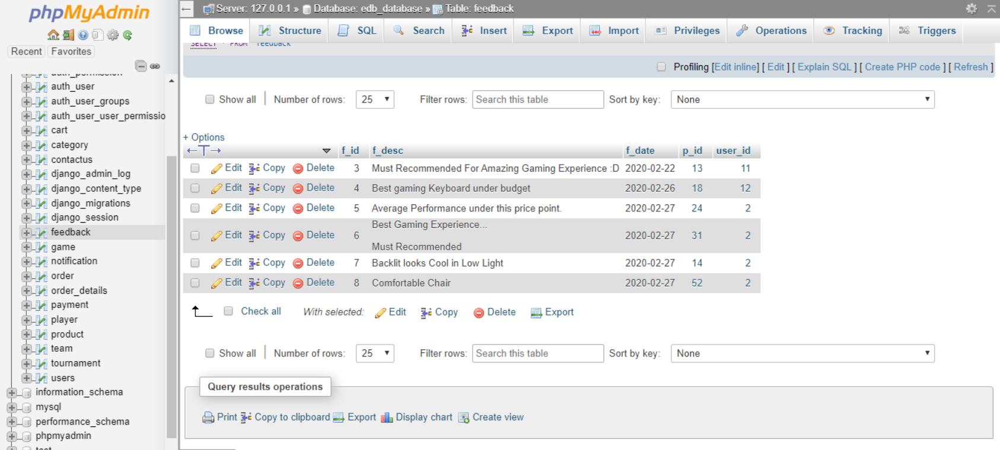 phpMyAdmin
Recent Favorites
auth_permission
auth_user
auth_user_groups
auth_user_user_permissio
cart
category
contactus
django_admin_log
django_content_type
django_migrations
django_session
feedback
game
notification
order
order_details
payment
player
product
team
tournament
users
information_schema
mysql
performance_schema
phpmyadmin
test
Server: 127.0.0.1 » Database: edb_database » Table: feedback
Browse Structure SQL Search Insert Export Import Privileges Operations Tracking Triggers
SELECT * FROM `feedback`
Profiling [Edit inline] [ Edit ] [ Explain SQL ] [ Create PHP code ] [ Refresh ]
Show all | Number of rows: 25 Filter rows: Search this table Sort by key: None
+ Options
f_id f_desc f_date p_id user_id
Edit Copy Delete 3 Must Recommended For Amazing Gaming Experience :D 2020-02-22 13 11
Edit Copy Delete 4 Best gaming Keyboard under budget 2020-02-26 18 12
Edit Copy Delete 5 Average Performance under this price point. 2020-02-27 24 2
Best Gaming Experience...
Edit Copy Delete 6 2020-02-27 31 2
Must Recommended
Edit Copy Delete 7 Backlit looks Cool in Low Light 2020-02-27 14 2
Edit Copy Delete 8 Comfortable Chair 2020-02-27 52 2
Check all With selected: Edit Copy Delete Export
Show all | Number of rows: 25 Filter rows: Search this table Sort by key: None
Query results operations
Print Copy to clipboard Export Display chart Create view